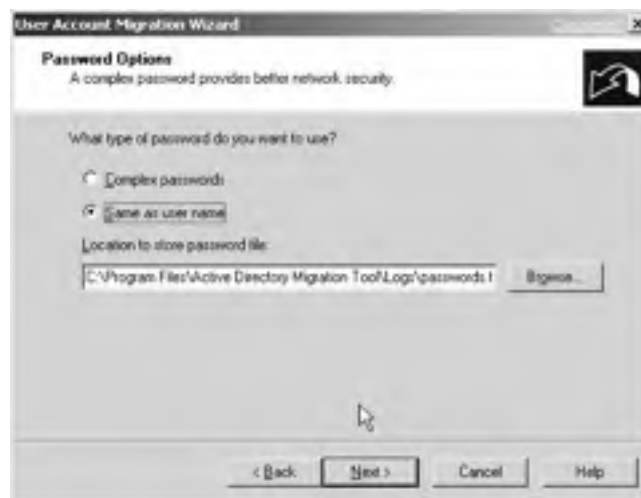 User Account Migration Wizard
Password Options
A complex password provides better network security.
What type of password do you want to use?
Complex passwords
Same as user name
Location to store password file:
C:\Program Files\Active Directory Migration Tool\Logs\passwords.t
Browse...
< Back
Next >
Cancel
Help